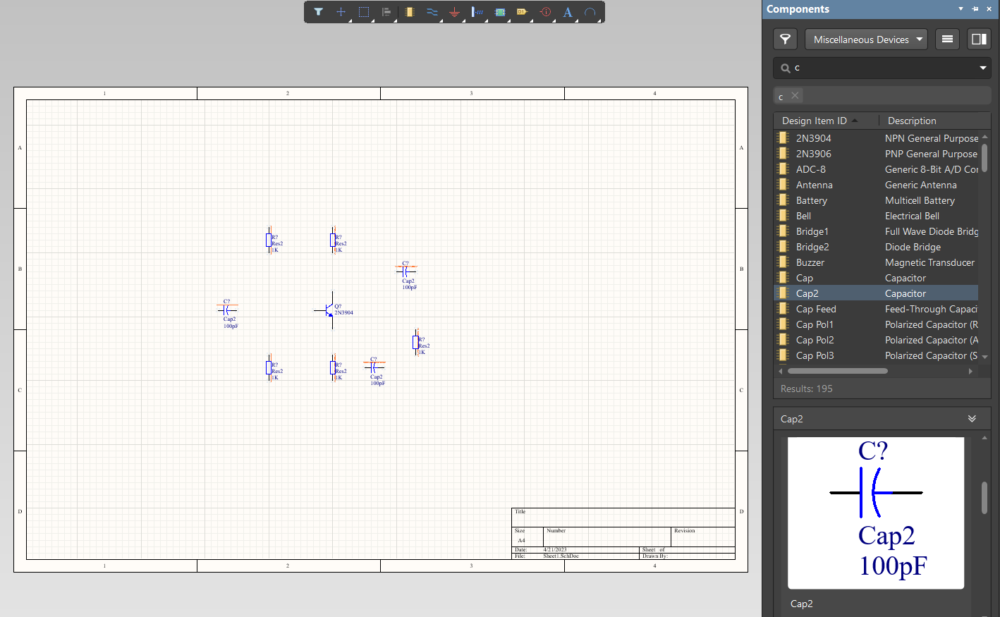 Components
Miscellaneous Devices
c
c
Design Item ID Description
2N3904 NPN General Purpose
2N3906 PNP General Purpose
ADC-8 Generic 8-Bit A/D Cor
Antenna Generic Antenna
Battery Multicell Battery
Bell Electrical Bell
Bridge1 Full Wave Diode Bridg
Bridge2 Diode Bridge
Buzzer Magnetic Transducer
Cap Capacitor
Cap2 Capacitor
Cap Feed Feed-Through Capaci
Cap Pol1 Polarized Capacitor (R
Cap Pol2 Polarized Capacitor (A
Cap Pol3 Polarized Capacitor (S
Results: 195
Cap2
C?
Cap2
100pF
Cap2
D1
A
1 2 3 4
A A
B B
C C
D D
1 2 3 4
R?
Res2
1K
R?
Res2
1K
C?
Cap2
100pF
C?
Cap2
100pF
Q?
2N3904
R?
Res2
1K
R?
Res2
1K
R?
Res2
1K
C?
Cap2
100pF
Title
Size Number Revision
A4
Date: 4/21/2023 Sheet of
File: Sheet1.SchDoc Drawn By: